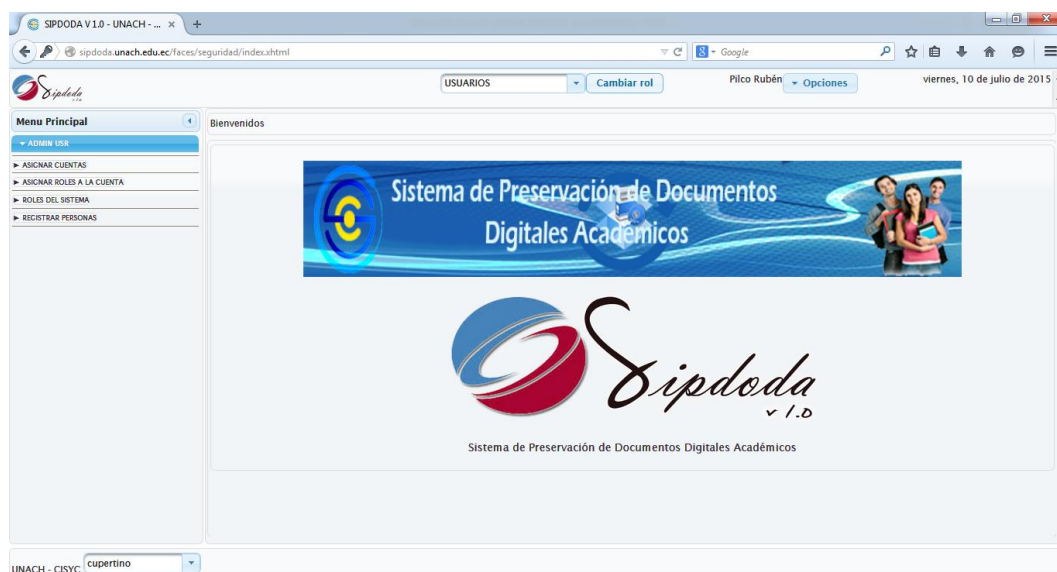 SIPDODA V 1.0 - UNACH - ... × +
sipdoda.unach.edu.ec/faces/seguridad/index.xhtml
Google
Sipdoda
USUARIOS
Cambiar rol
Pilco Rubén
Opciones
viernes, 10 de julio de 2015
Menu Principal
Bienvenidos
ADMIN USR
ASIGNAR CUENTAS
ASIGNAR ROLES A LA CUENTA
ROLES DEL SISTEMA
REGISTRAR PERSONAS
Sistema de Preservación de Documentos
Digitales Académicos
Sipdoda
v 1.0
Sistema de Preservación de Documentos Digitales Académicos
UNACH - CISYC
cupertino